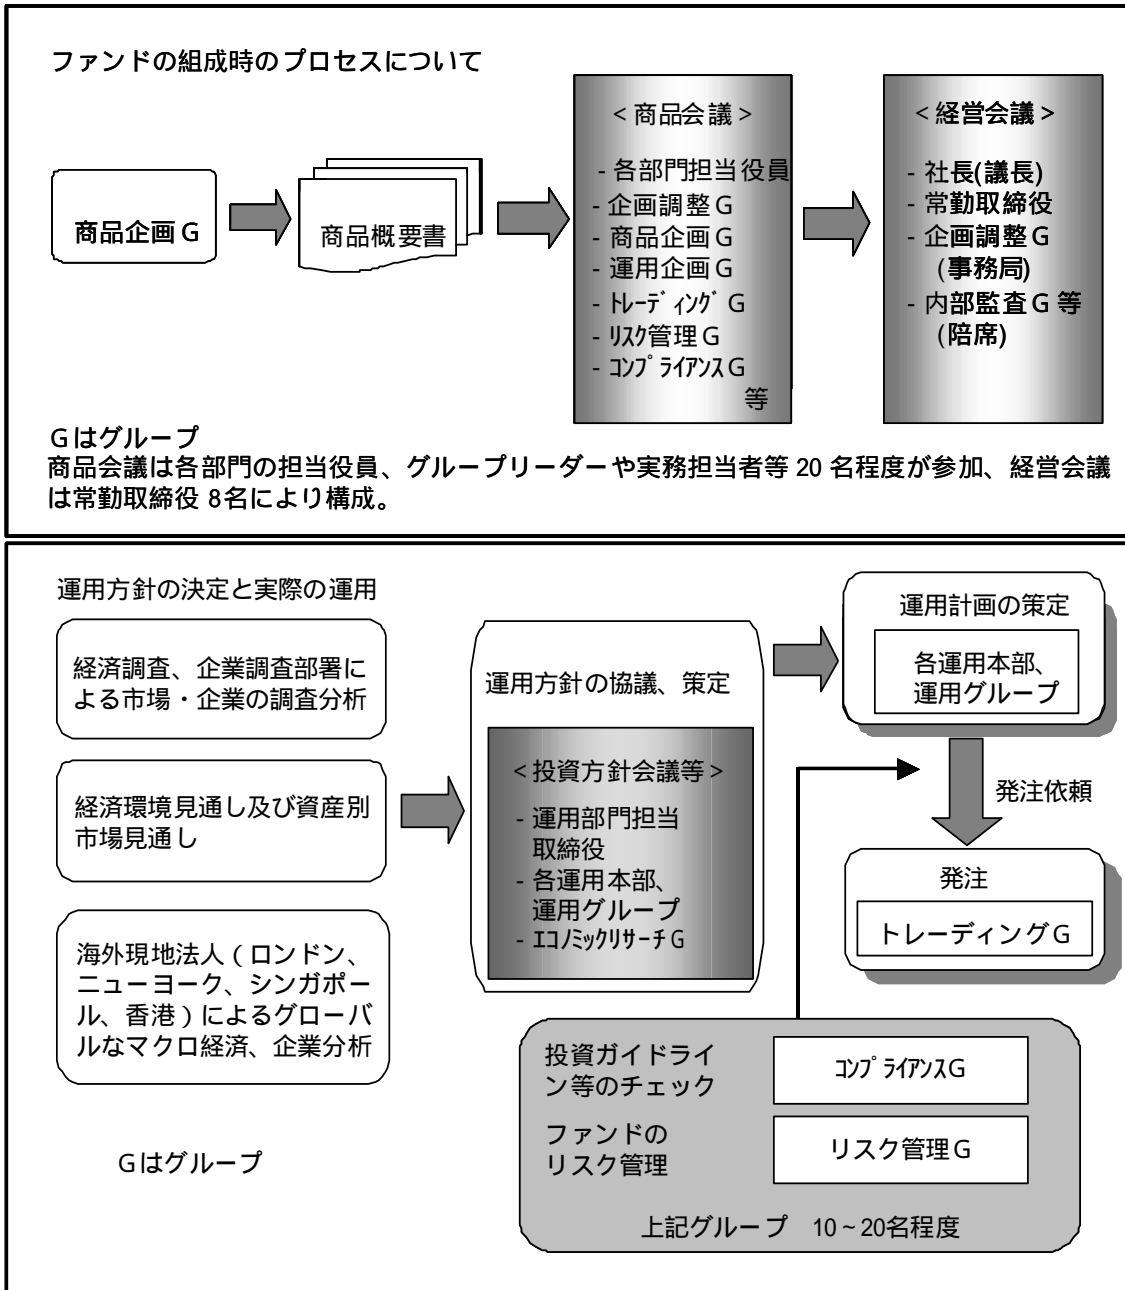 ファンドの組成時のプロセスについて
商品企画G
商品概要書
<商品会議>
- 各部門担当役員
- 企画調整G
- 商品企画G
- 運用企画G
- ﾄﾚｰﾃﾞｨﾝｸﾞG
- ﾘｽｸ管理G
- ｺﾝﾌﾟﾗｲｱﾝｽG
等
<経営会議>
- 社長(議長)
- 常勤取締役
- 企画調整G
(事務局)
- 内部監査G等
(陪席)
Gはグループ
商品会議は各部門の担当役員、グループリーダーや実務担当者等 20 名程度が参加、経営会議
は常勤取締役 8名により構成。
運用方針の決定と実際の運用
経済調査、企業調査部署に
よる市場・企業の調査分析
経済環境見通し及び資産別
市場見通し
海外現地法人(ロンドン、
ニューヨーク、シンガポー
ル、香港)によるグローバ
ルなマクロ経済、企業分析
Gはグループ
運用方針の協議、策定
<投資方針会議等>
- 運用部門担当
取締役
- 各運用本部、
運用グループ
- ｴｺﾉﾐｯｸﾘｻｰﾁG
運用計画の策定
各運用本部、
運用グループ
発注依頼
発注
トレーディングG
投資ガイドライ
ン等のチェック
ｺﾝﾌﾟﾗｲｱﾝｽG
ファンドの
リスク管理
リスク管理G
上記グループ 10~20名程度